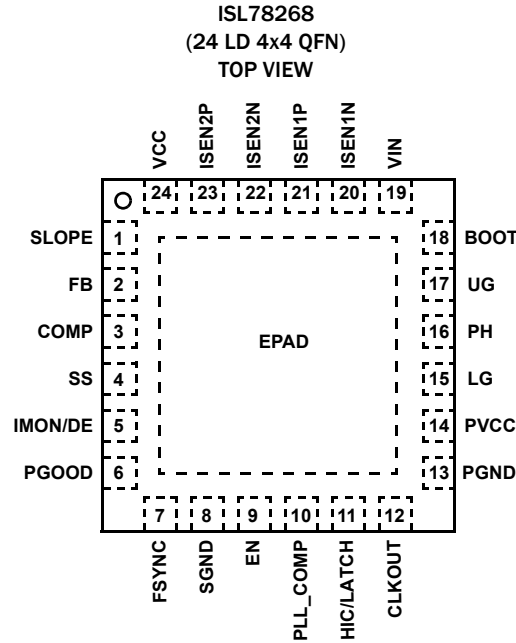 ISL78268
(24 LD 4x4 QFN)
TOP VIEW
VCC
ISEN2P
ISEN2N
ISEN1P
ISEN1N
VIN
24
23
22
21
20
19
SLOPE 1
FB 2
COMP 3
SS 4
IMON/DE 5
PGOOD 6
EPAD
18 BOOT
17 UG
16 PH
15 LG
14 PVCC
13 PGND
7
8
9
10
11
12
FSYNC
SGND
EN
PLL_COMP
HIC/LATCH
CLKOUT